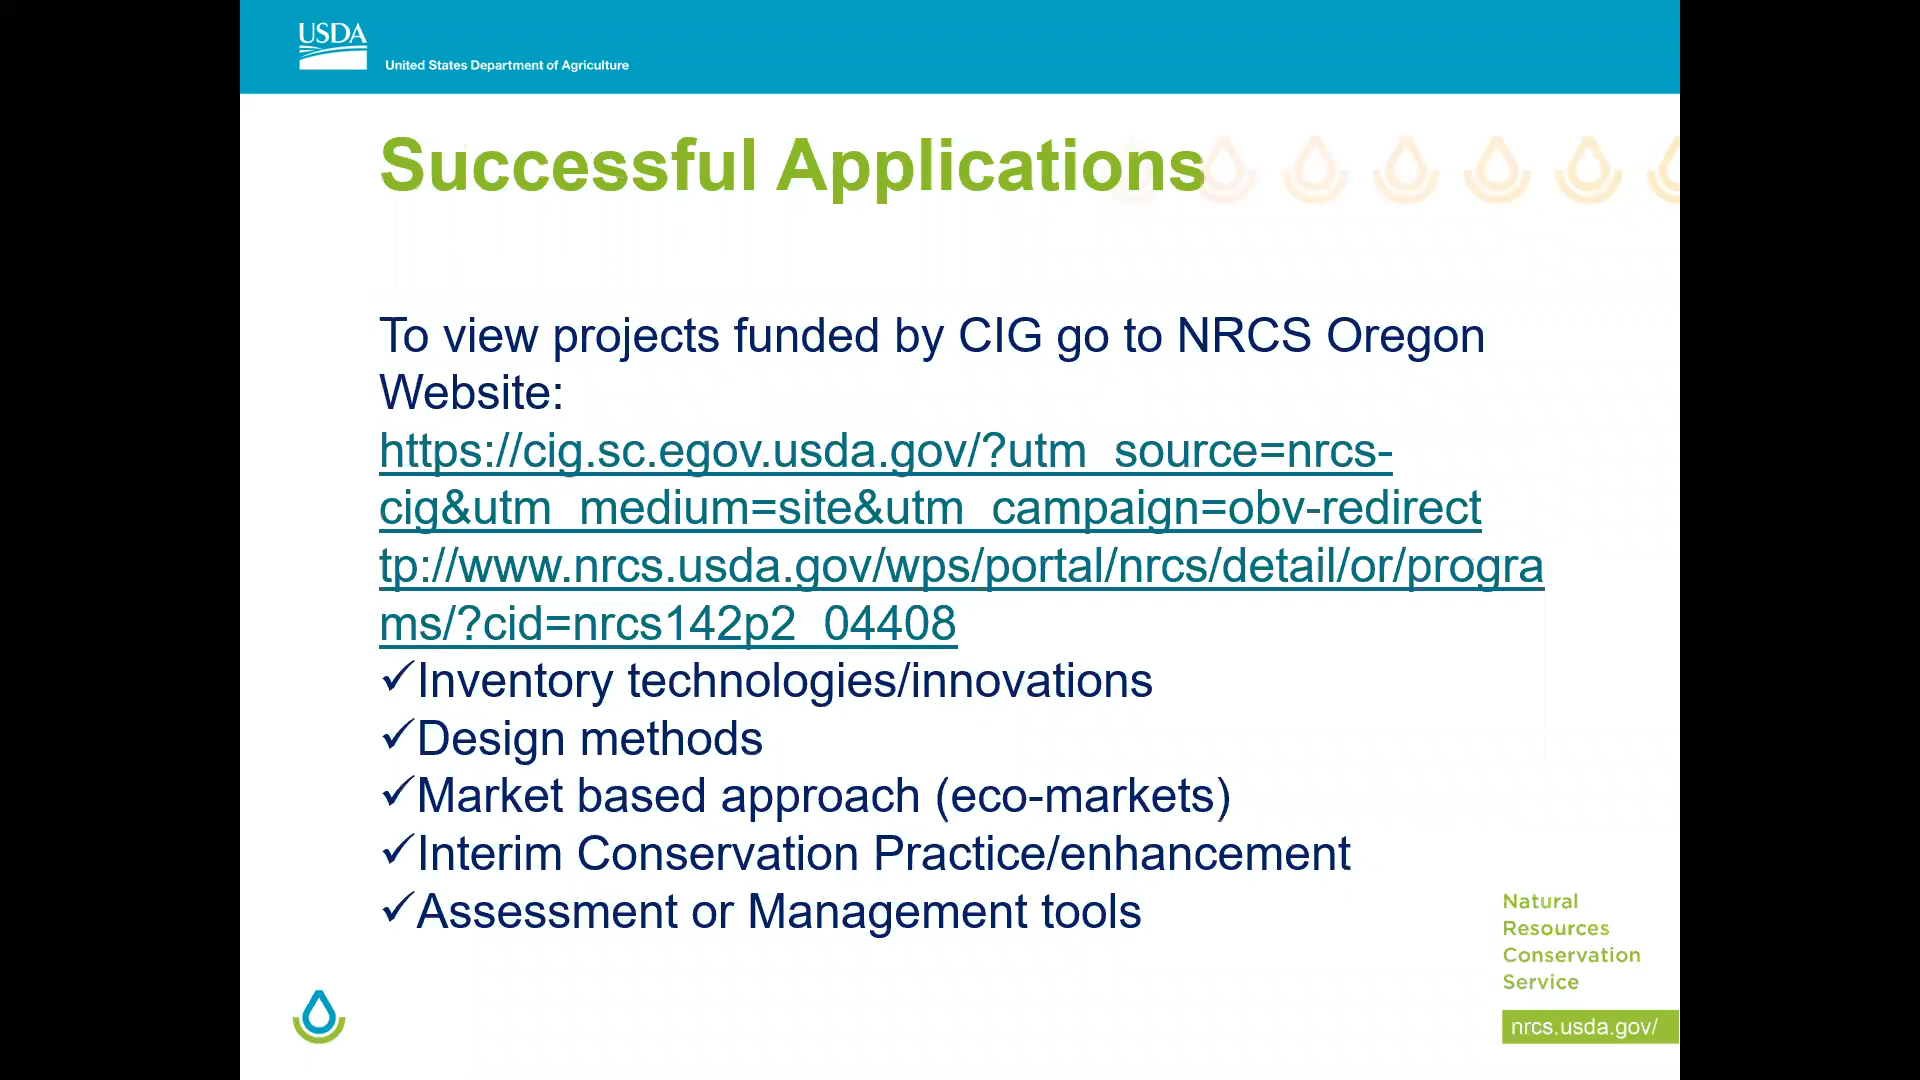 USDA
United States Department of Agriculture
Successful Applications
To view projects funded by CIG go to NRCS Oregon
Website:
https://cig.sc.egov.usda.gov/?utm_source=nrcs-
cig&utm_medium=site&utm_campaign=obv-redirect
tp://www.nrcs.usda.gov/wps/portal/nrcs/detail/or/progra
ms/?cid=nrcs142p2_04408
✓Inventory technologies/innovations
✓Design methods
✓Market based approach (eco-markets)
✓Interim Conservation Practice/enhancement
✓Assessment or Management tools
Natural
Resources
Conservation
Service
nrcs.usda.gov/